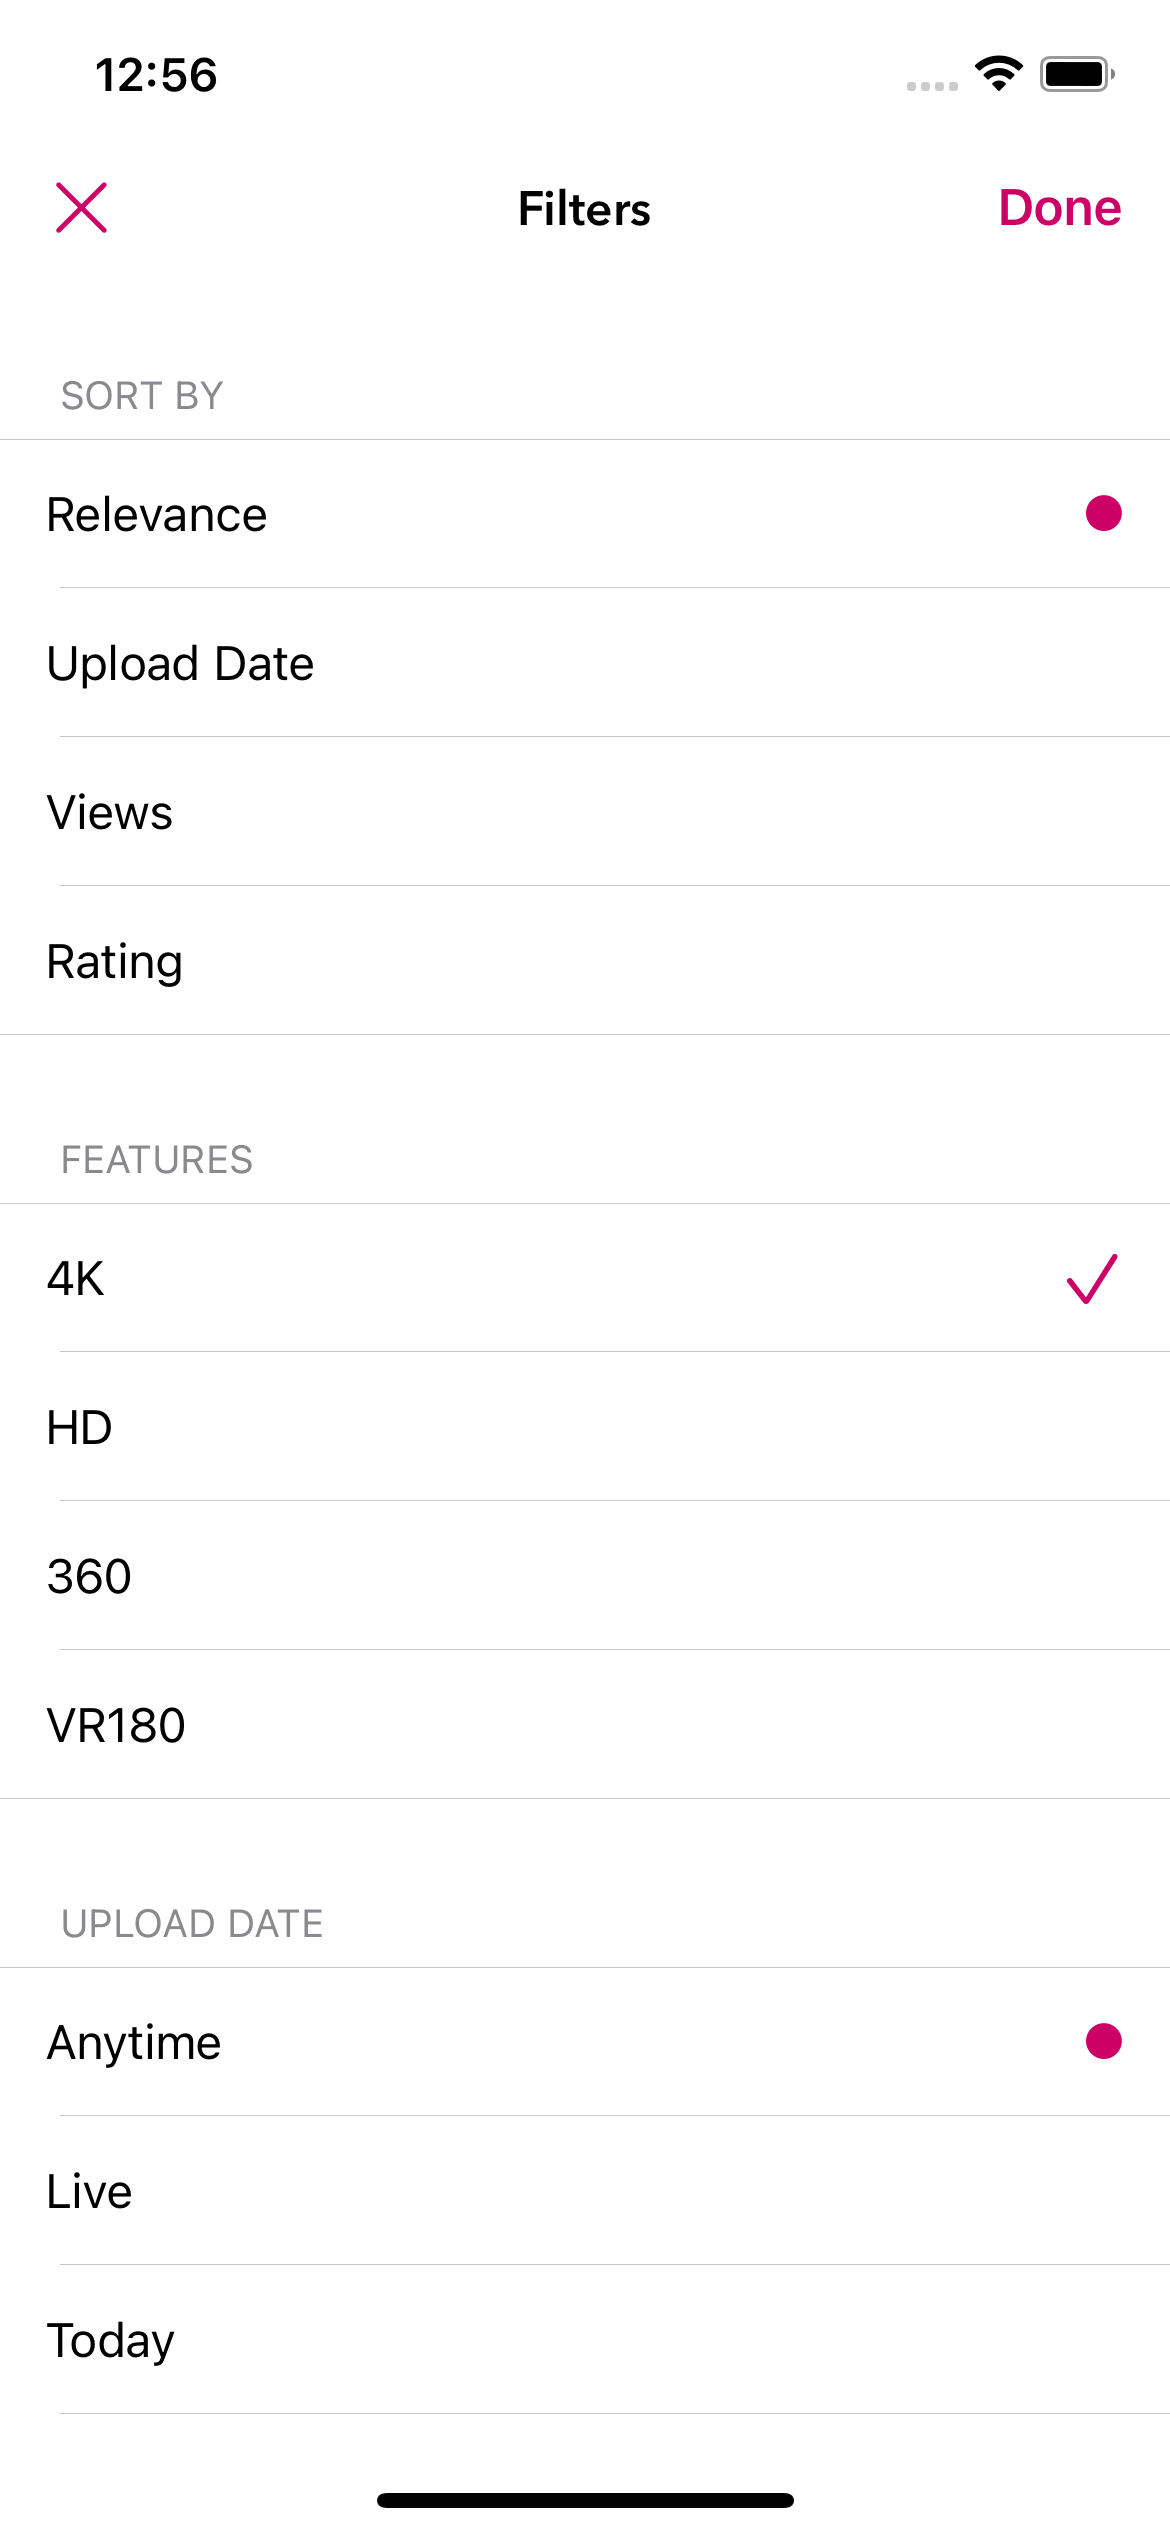 12:56
Filters
Done
SORT BY
Relevance
Upload Date
Views
Rating
FEATURES
4K
HD
360
VR180
UPLOAD DATE
Anytime
Live
Today